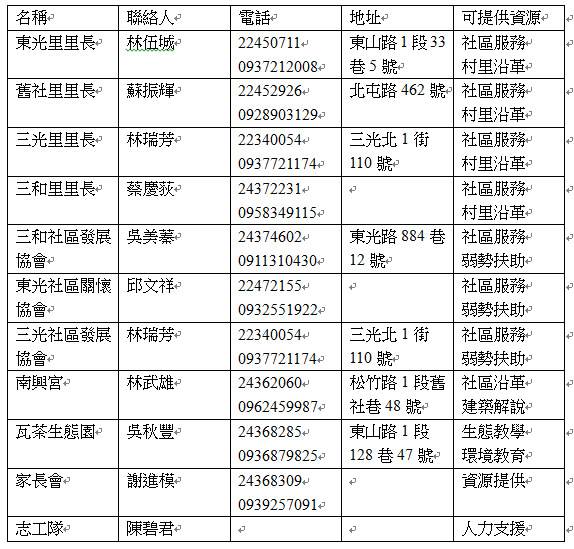 名稱 聯絡人 電話 地址 可提供資源
東光里里長 林伍城 22450711 東山路1段33 社區服務
0937212008 巷5號 村里沿革
舊社里里長 蘇振輝 22452926 北屯路462號 社區服務
0928903129 村里沿革
三光里里長 林瑞芳 22340054 三光北1街 社區服務
0937721174 110號 村里沿革
三和里里長 蔡慶荻 24372231 社區服務
0958349115 村里沿革
三和社區發展 吳美蓁 24374602 東光路884巷 社區服務
協會 0911310430 12號 弱勢扶助
東光社區關懷 邱文祥 22472155 社區服務
協會 0932551922 弱勢扶助
三光社區發展 林瑞芳 22340054 三光北1街 社區服務
協會 0937721174 110號 弱勢扶助
南興宮 林武雄 24362060 松竹路1段舊 社區沿革
0962459987 社巷48號 建築解說
瓦茶生態園 吳秋豐 24368285 東山路1段 生態教學
0936879825 128巷47號 環境教育
家長會 謝進模 24368309 資源提供
0939257091
志工隊 陳碧君 人力支援